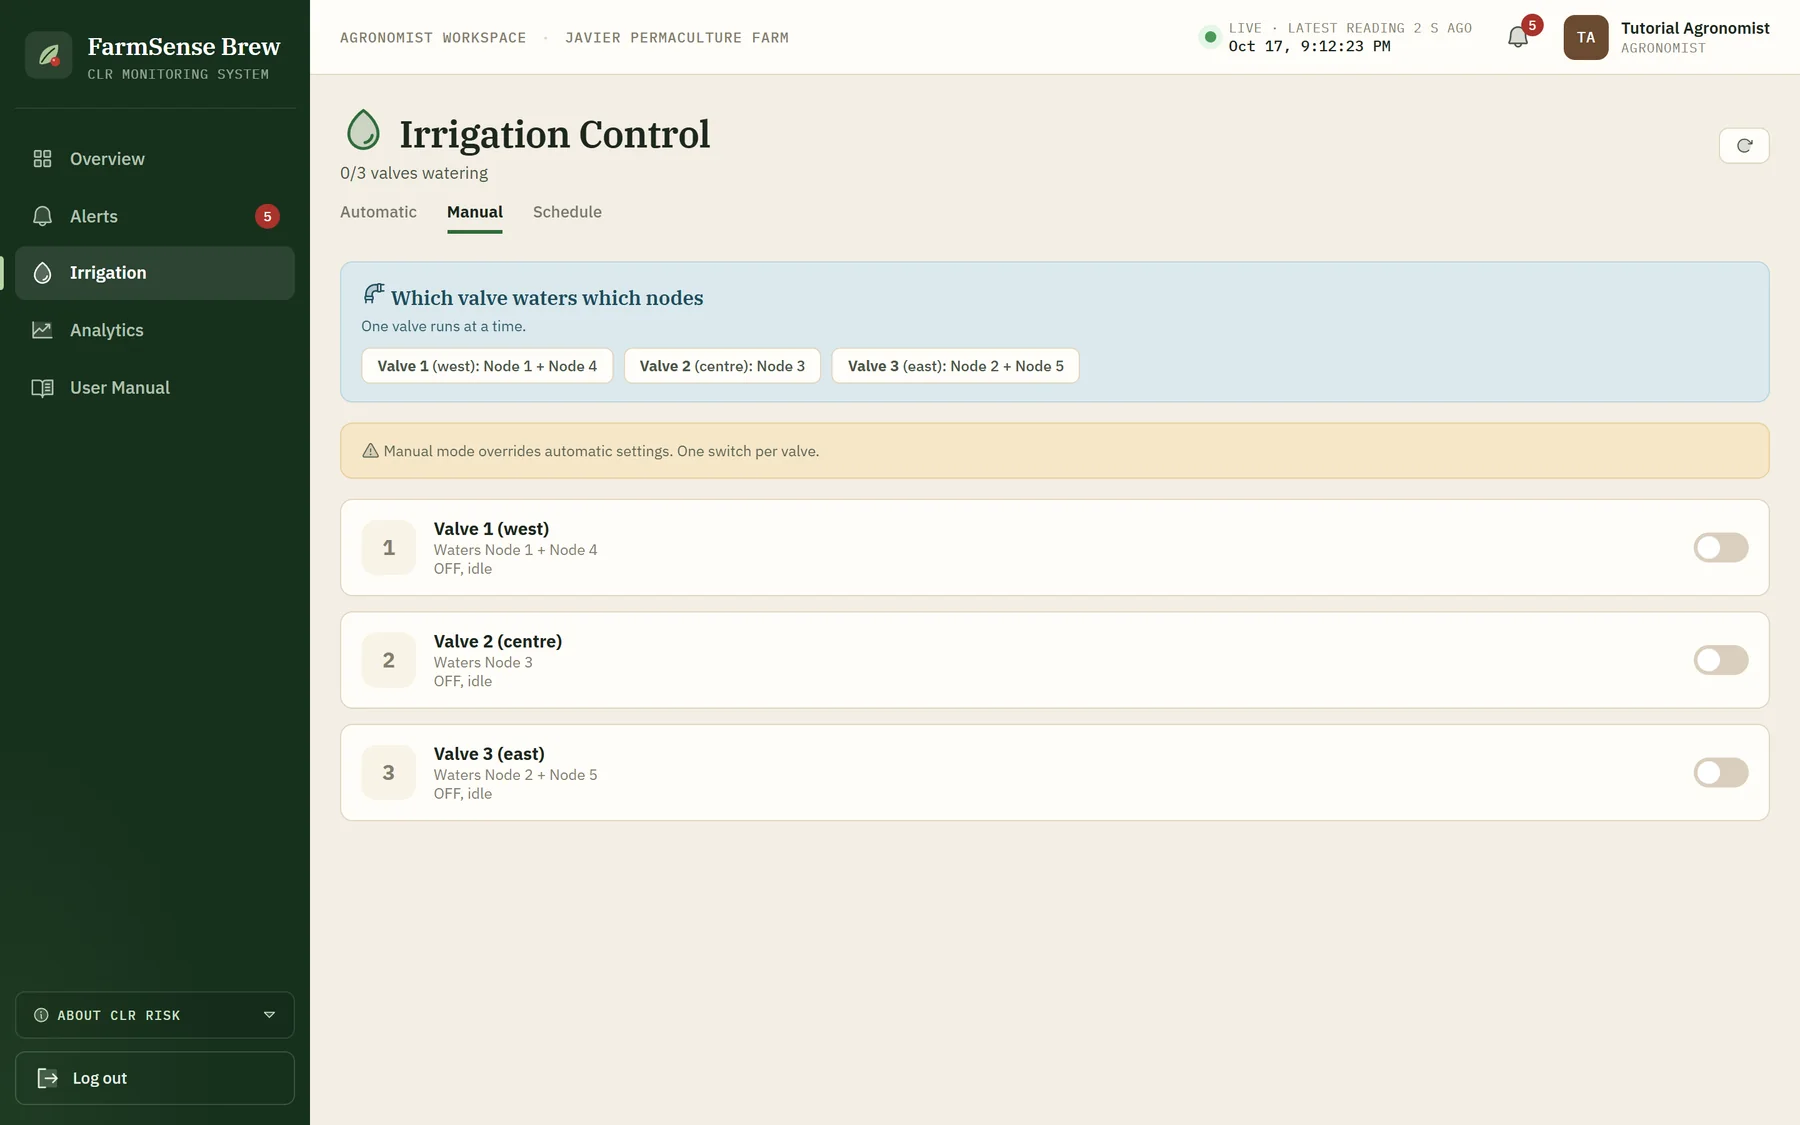 FarmSense Brew
CLR MONITORING SYSTEM
Overview
Alerts
5
Irrigation
Analytics
User Manual
ABOUT CLR RISK
Log out
AGRONOMIST WORKSPACE · JAVIER PERMACULTURE FARM
LIVE · LATEST READING 2 S AGO
Oct 17, 9:12:23 PM
5
TA
Tutorial Agronomist
AGRONOMIST
Irrigation Control
0/3 valves watering
Automatic
Manual
Schedule
Which valve waters which nodes
One valve runs at a time.
Valve 1 (west): Node 1 + Node 4
Valve 2 (centre): Node 3
Valve 3 (east): Node 2 + Node 5
Manual mode overrides automatic settings. One switch per valve.
1
Valve 1 (west)
Waters Node 1 + Node 4
OFF, idle
2
Valve 2 (centre)
Waters Node 3
OFF, idle
3
Valve 3 (east)
Waters Node 2 + Node 5
OFF, idle